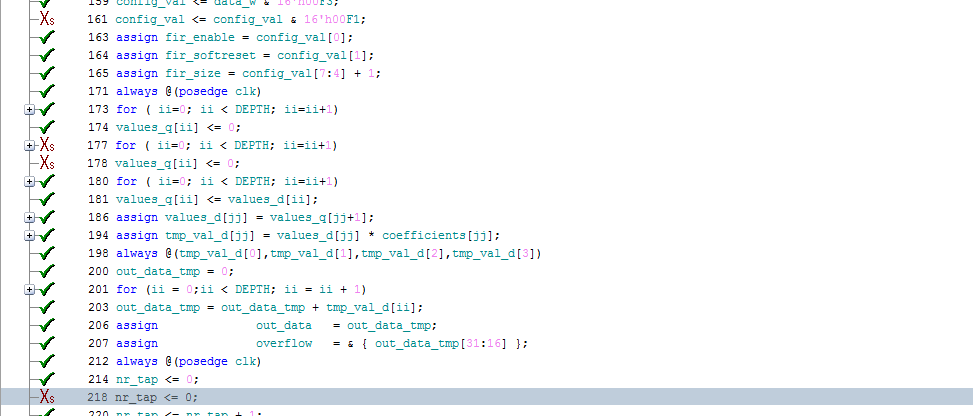 159 config_val <= data_w & 16'h00F3;
Xs 161 config_val <= config_val & 16'h00F1;
163 assign fir_enable = config_val[0];
164 assign fir_softreset = config_val[1];
165 assign fir_size = config_val[7:4] + 1;
171 always @(posedge clk)
173 for ( ii=0; ii < DEPTH; ii=ii+1)
174 values_q[ii] <= 0;
Xs 177 for ( ii=0; ii < DEPTH; ii=ii+1)
Xs 178 values_q[ii] <= 0;
180 for ( ii=0; ii < DEPTH; ii=ii+1)
181 values_q[ii] <= values_d[ii];
186 assign values_d[jj] = values_q[jj+1];
194 assign tmp_val_d[jj] = values_d[jj] * coefficients[jj];
198 always @(tmp_val_d[0],tmp_val_d[1],tmp_val_d[2],tmp_val_d[3])
200 out_data_tmp = 0;
201 for (ii = 0;ii < DEPTH; ii = ii + 1)
203 out_data_tmp = out_data_tmp + tmp_val_d[ii];
206 assign out_data = out_data_tmp;
207 assign overflow = & { out_data_tmp[31:16] };
212 always @(posedge clk)
214 nr_tap <= 0;
Xs 218 nr_tap <= 0;
220 nr_tap <= nr_tap + 1;